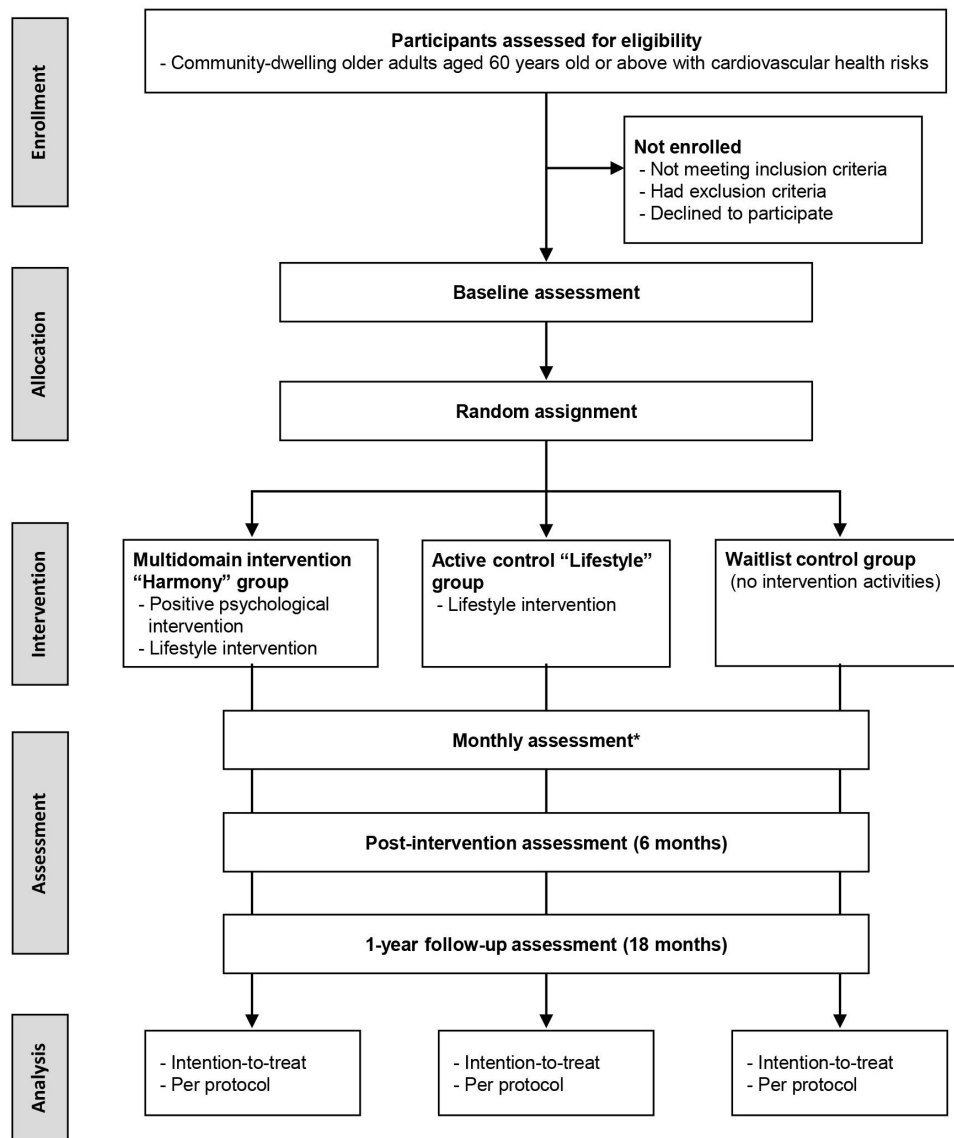 Enrollment
Participants assessed for eligibility
- Community-dwelling older adults aged 60 years old or above with cardiovascular health risks
Not enrolled
- Not meeting inclusion criteria
- Had exclusion criteria
- Declined to participate
Allocation
Baseline assessment
Random assignment
Intervention
Multidomain intervention
“Harmony” group
- Positive psychological
intervention
- Lifestyle intervention
Active control “Lifestyle”
group
- Lifestyle intervention
Waitlist control group
(no intervention activities)
Assessment
Monthly assessment*
Post-intervention assessment (6 months)
1-year follow-up assessment (18 months)
Analysis
- Intention-to-treat
- Per protocol
- Intention-to-treat
- Per protocol
- Intention-to-treat
- Per protocol